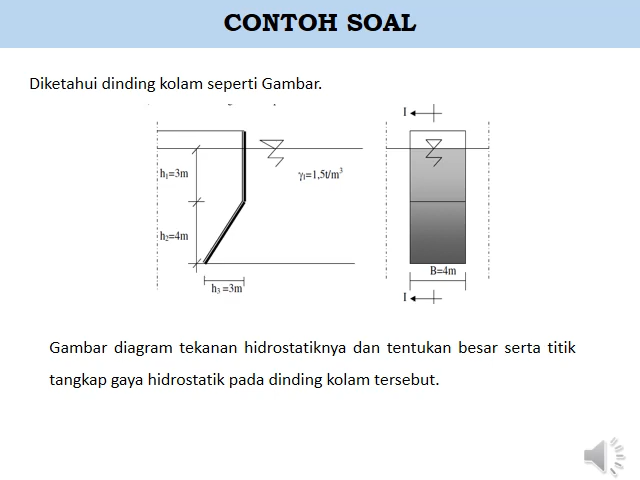 CONTOH SOAL
Diketahui dinding kolam seperti Gambar.
I
h₁=3m
γ₁=1,5t/m³
h₂=4m
h₃ =3m
B=4m
I
Gambar diagram tekanan hidrostatiknya dan tentukan besar serta titik
tangkap gaya hidrostatik pada dinding kolam tersebut.